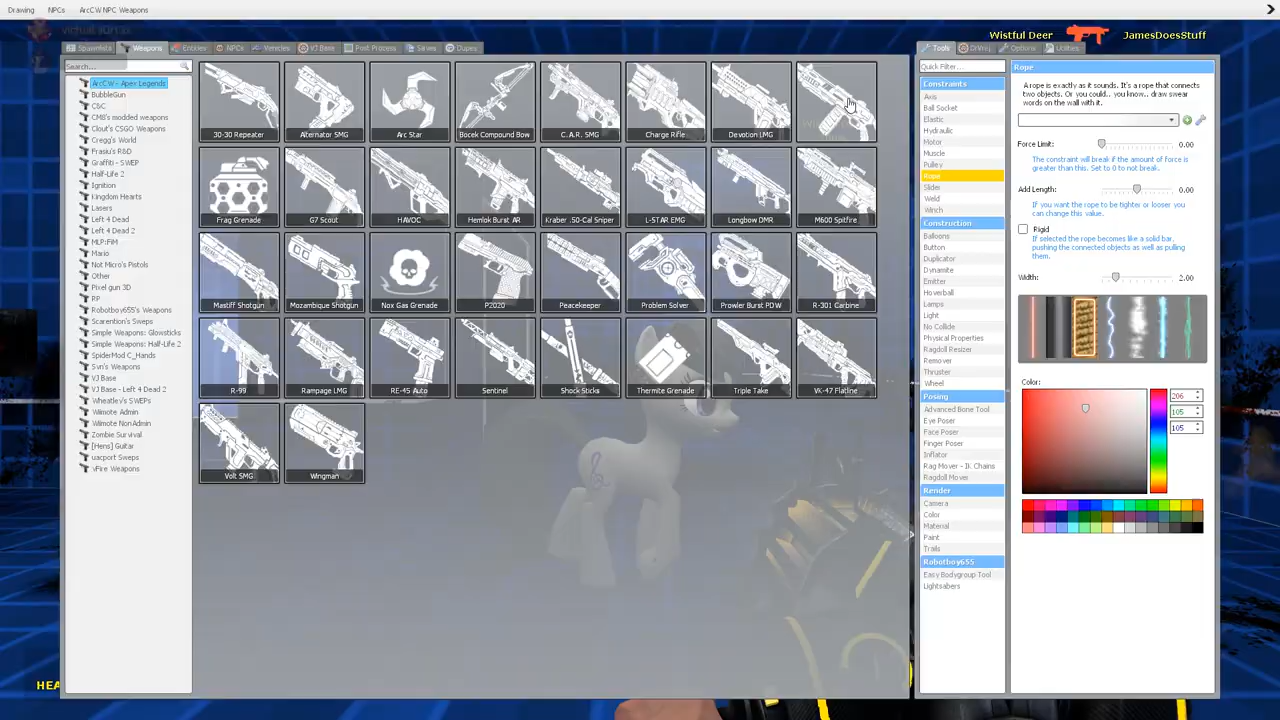 Drawing NPCs ArcCW NPC Weapons
Wistful Deer JamesDoesStuff
Spawnlists Weapons Entities NPCs Vehicles VJ Base Post Process Saves Dupes
Search...
ArcCW - Apex Legends
BubbleGun
C&C
CM8's modded weapons
Clout's CSGO Weapons
Cregg's World
Frasiu's R&D
Graffiti - SWEP
Half-Life 2
Ignition
Kingdom Hearts
Lasers
Left 4 Dead
Left 4 Dead 2
MLP:FiM
Mario
Not Micro's Pistols
Other
Pixel gun 3D
RP
Robotboy655's Weapons
Scarention's Sweps
Simple Weapons: Glowsticks
Simple Weapons: Half-Life 2
SpiderMod C_Hands
Svn's Weapons
VJ Base
VJ Base - Left 4 Dead 2
Wheatley's SWEPs
Wiimote Admin
Wiimote NonAdmin
Zombie Survival
[Hens] Guitar
uacport Sweps
vFire Weapons
30-30 Repeater Alternator SMG Arc Star Bocek Compound Bow C.A.R. SMG Charge Rifle Devotion LMG
Frag Grenade G7 Scout HAVOC Hemlok Burst AR Kraber .50-Cal Sniper L-STAR EMG Longbow DMR M600 Spitfire
Mastiff Shotgun Mozambique Shotgun Nox Gas Grenade P2020 Peacekeeper Problem Solver Prowler Burst PDW R-301 Carbine
R-99 Rampage LMG RE-45 Auto Sentinel Shock Sticks Thermite Grenade Triple Take VK-47 Flatline
Volt SMG Wingman
Tools Options Utilities
Quick Filter...
Constraints
Axis
Ball Socket
Elastic
Hydraulic
Motor
Muscle
Pulley
Rope
Slider
Weld
Winch
Construction
Balloons
Button
Duplicator
Dynamite
Emitter
Hoverball
Lamps
Light
No Collide
Physical Properties
Ragdoll Resizer
Remover
Thruster
Wheel
Posing
Advanced Bone Tool
Eye Poser
Face Poser
Finger Poser
Inflator
Rag Mover - IK Chains
Ragdoll Mover
Render
Camera
Color
Material
Paint
Trails
Robotboy655
Easy Bodygroup Tool
Lightsabers
Rope
A rope is exactly as it sounds. It's a rope that connects
two objects. Or you could.. you know.. draw swear
words on the wall with it.
Force Limit: 0.00
The constraint will break if the amount of force is
greater than this. Set to 0 to not break.
Add Length: 0.00
If you want the rope to be tighter or looser you
can change this value.
Rigid
If selected the rope becomes like a solid bar,
pushing the connected objects as well as pulling
them.
Width: 2.00
Color:
206
105
105
HEA